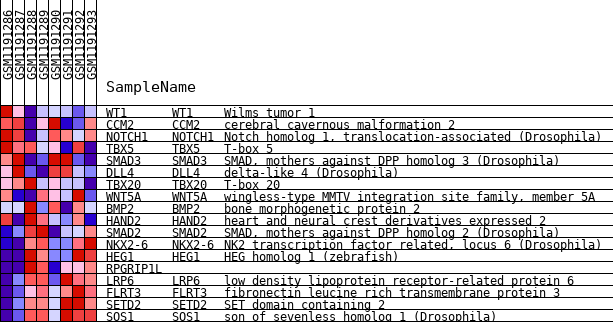 GSM1191286
GSM1191287
GSM1191288
GSM1191289
GSM1191290
GSM1191291
GSM1191292
GSM1191293
SampleName
WT1 WT1 Wilms tumor 1
CCM2 CCM2 cerebral cavernous malformation 2
NOTCH1 NOTCH1 Notch homolog 1, translocation-associated (Drosophila)
TBX5 TBX5 T-box 5
SMAD3 SMAD3 SMAD, mothers against DPP homolog 3 (Drosophila)
DLL4 DLL4 delta-like 4 (Drosophila)
TBX20 TBX20 T-box 20
WNT5A WNT5A wingless-type MMTV integration site family, member 5A
BMP2 BMP2 bone morphogenetic protein 2
HAND2 HAND2 heart and neural crest derivatives expressed 2
SMAD2 SMAD2 SMAD, mothers against DPP homolog 2 (Drosophila)
NKX2-6 NKX2-6 NK2 transcription factor related, locus 6 (Drosophila)
HEG1 HEG1 HEG homolog 1 (zebrafish)
RPGRIP1L
LRP6 LRP6 low density lipoprotein receptor-related protein 6
FLRT3 FLRT3 fibronectin leucine rich transmembrane protein 3
SETD2 SETD2 SET domain containing 2
SOS1 SOS1 son of sevenless homolog 1 (Drosophila)